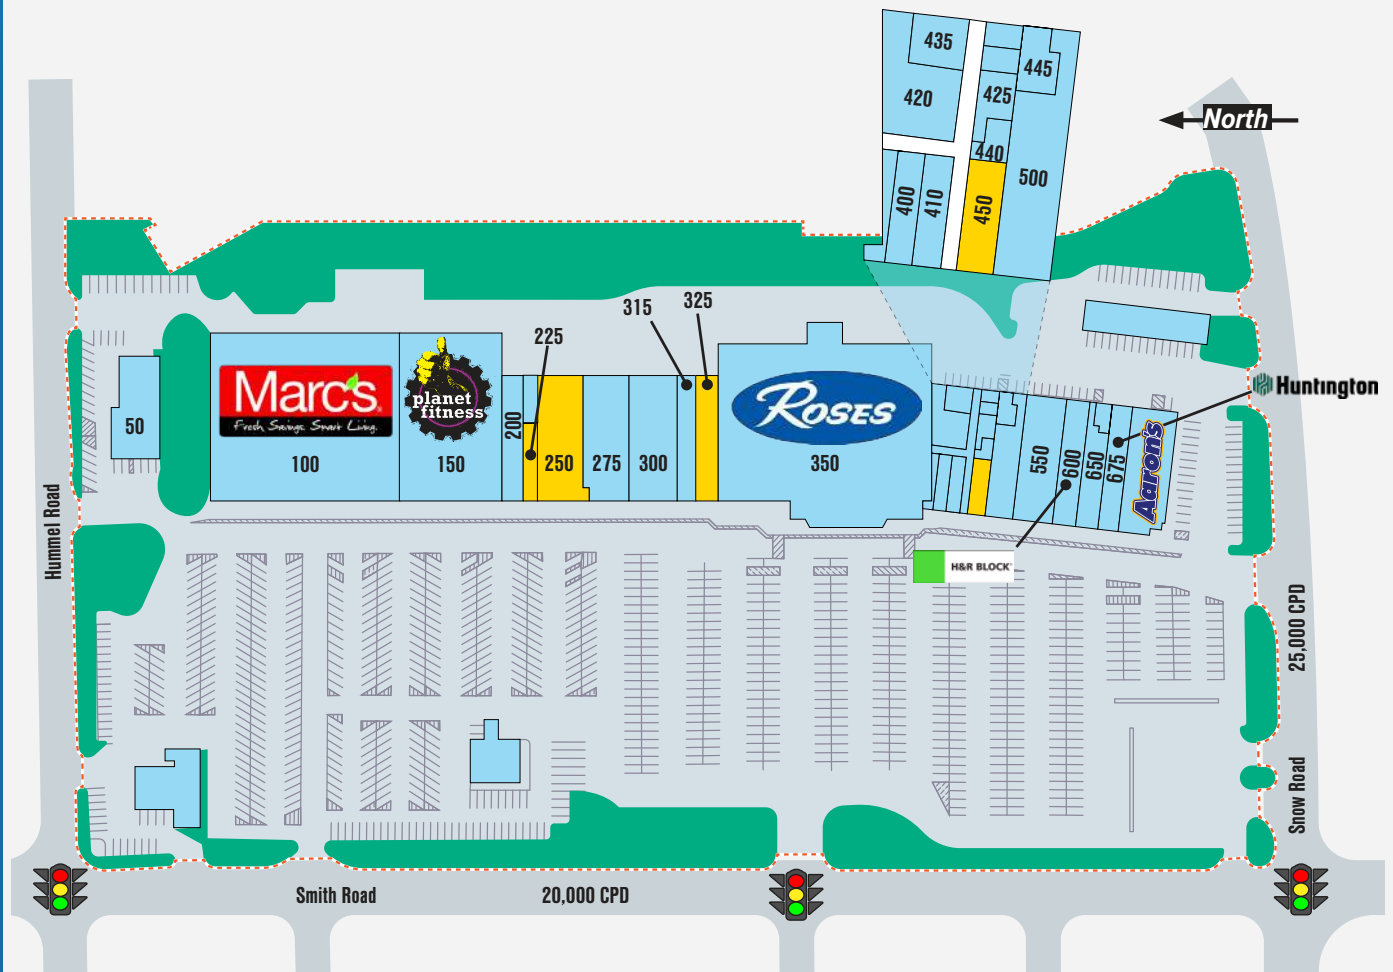 435
445
420
425
North
440
500
400
410
450
315
325
225
Marc's
Fresh. Savings. Smart Living.
planet
fitness
ROSES
Huntington
50
200
100
150
250
275
300
350
550
600
650
675
Aaron's
H&R BLOCK
Hummel Road
25,000 CPD
Snow Road
Smith Road
20,000 CPD